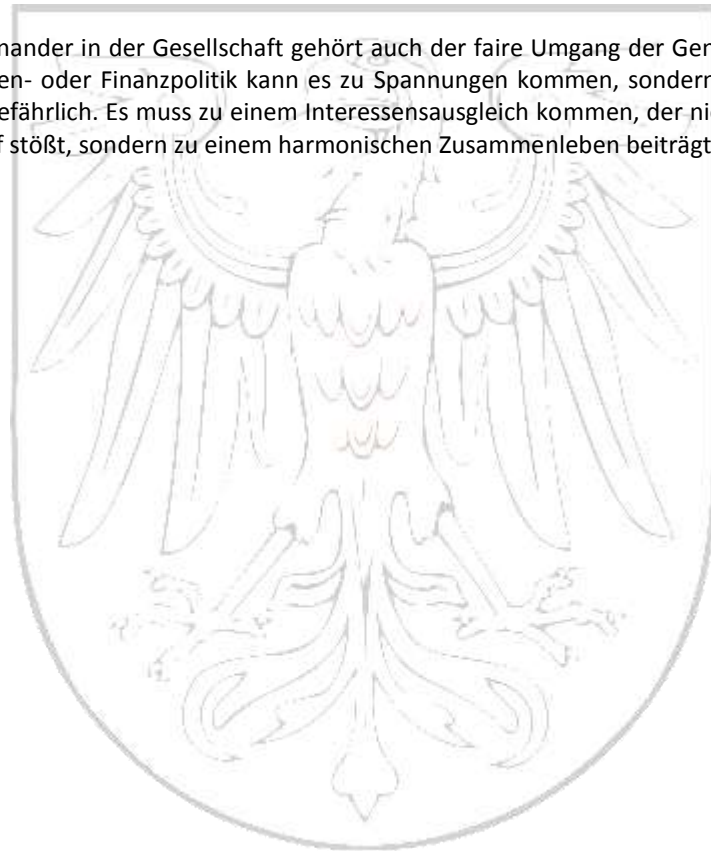 nander in der Gesellschaft gehört auch der faire Umgang der Gen
en- oder Finanzpolitik kann es zu Spannungen kommen, sondern
efährlich. Es muss zu einem Interessensausgleich kommen, der ni
f stößt, sondern zu einem harmonischen Zusammenleben beiträgt